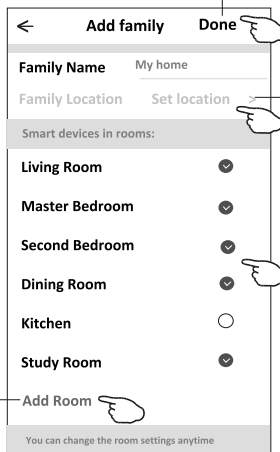 Add family Done
Family Name My home
Family Location Set location >
Smart devices in rooms:
Living Room
Master Bedroom
Second Bedroom
Dining Room
Kitchen
Study Room
Add Room
You can change the room settings anytime